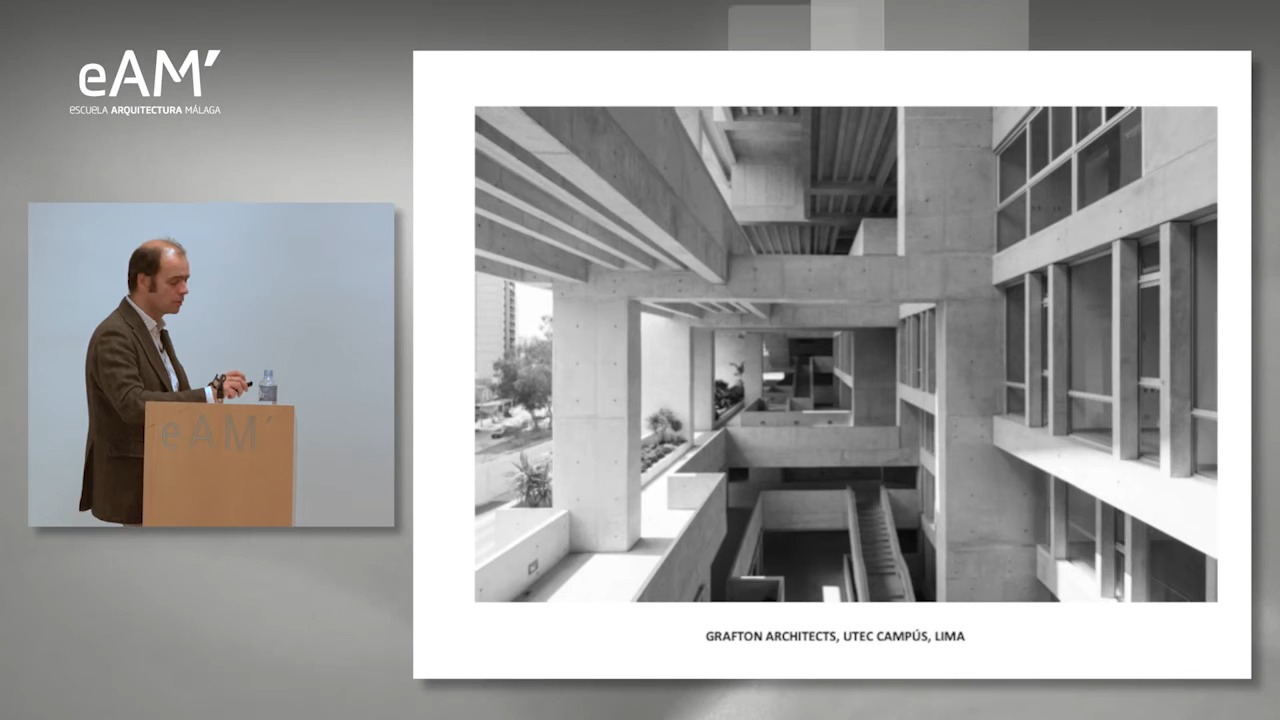 eAM'
ESCUELA ARQUITECTURA MÁLAGA
eAM'
GRAFTON ARCHITECTS, UTEC CAMPÚS, LIMA